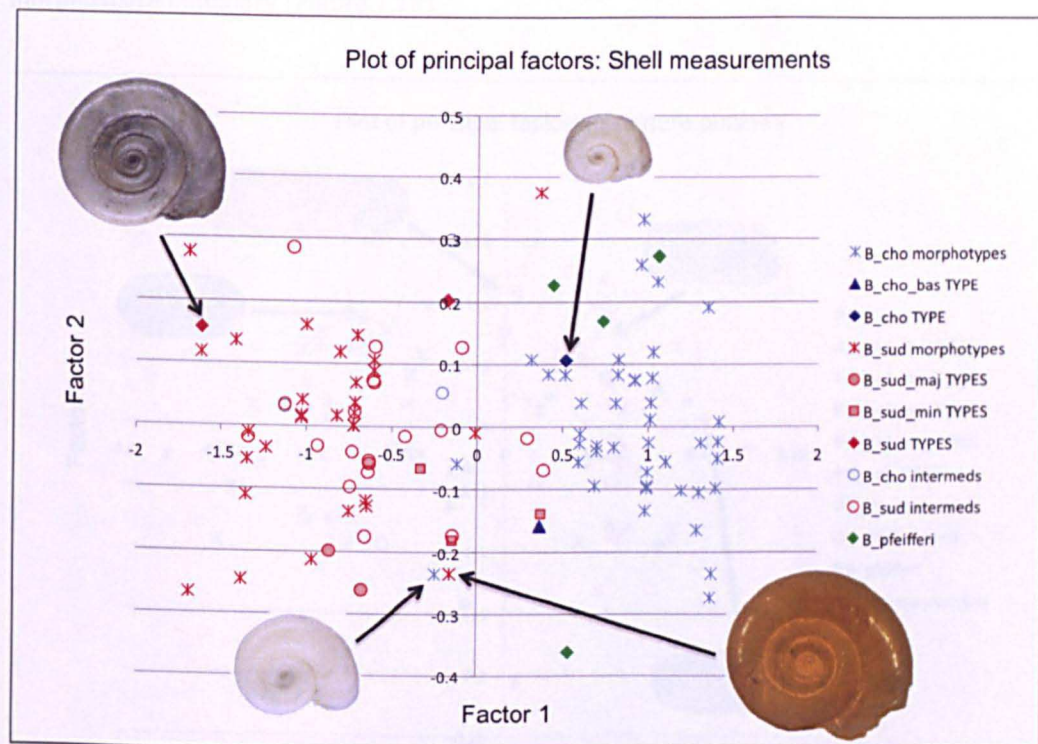 Plot of principal factors: Shell measurements
Factor 2
0.5
0.4
0.3
0.2
0.1
0
-0.1
-0.2
-0.3
-0.4
-2
-1.5
-1
-0.5
0
0.5
1
1.5
2
Factor 1
B_cho morphotypes
B_cho_bas TYPE
B_cho TYPE
B_sud morphotypes
B_sud_maj TYPES
B_sud_min TYPES
B_sud TYPES
B_cho intermeds
B_sud intermeds
B_pfeifferi